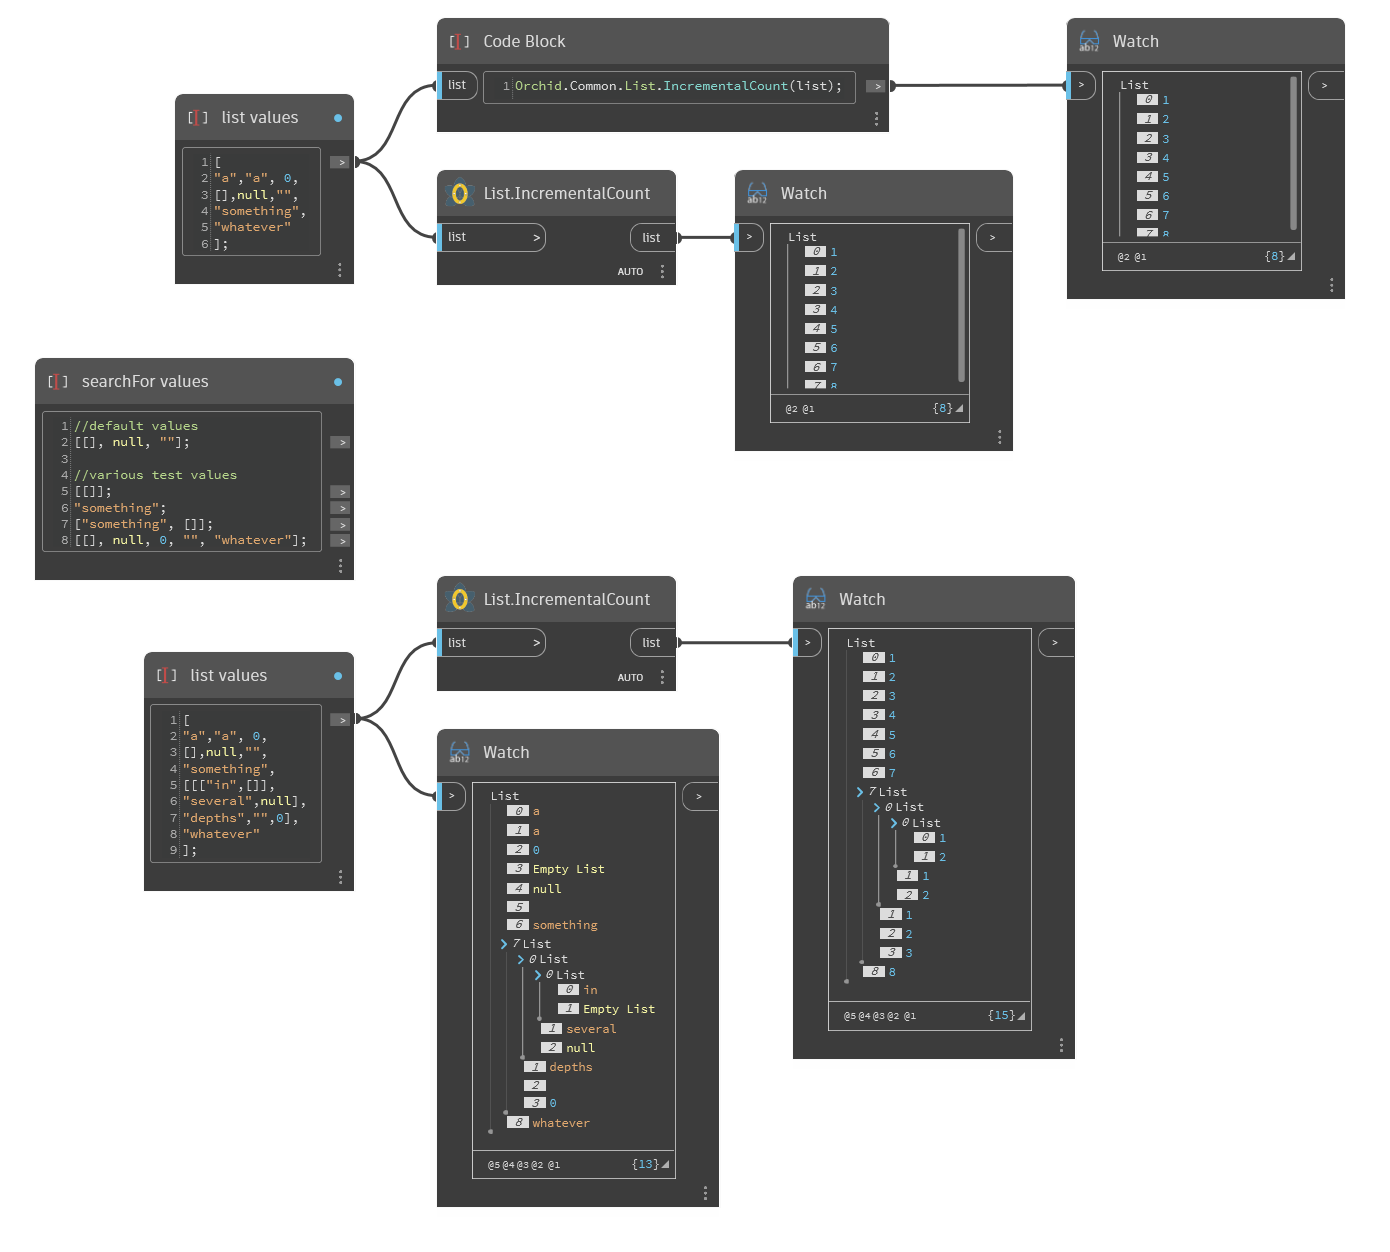 Code Block
list
1 Orchid.Common.List.IncrementalCount(list);
>
Watch
>
List
0 1
1 2
2 3
3 4
4 5
5 6
6 7
7 8
@2 @1
{8}
>
list values
1 [
2 "a","a", 0,
3 [],null,"",
4 "something",
5 "whatever"
6 ];
>
List.IncrementalCount
list >
list
AUTO
Watch
>
List
0 1
1 2
2 3
3 4
4 5
5 6
6 7
7 8
@2 @1
{8}
>
searchFor values
1 //default values
2 [[], null, ""];
3
4 //various test values
5 [[]];
6 "something";
7 ["something", []];
8 [[], null, 0, "", "whatever"];
>
>
>
>
>
List.IncrementalCount
list >
list
AUTO
Watch
>
List
0 1
1 2
2 3
3 4
4 5
5 6
6 7
7 List
0 List
0 List
0 1
1 2
1 1
2 2
1 1
2 2
3 3
8 8
@5 @4 @3 @2 @1
{15}
>
list values
1 [
2 "a","a", 0,
3 [],null,"",
4 "something",
5 [[["in",[]],
6 "several",null],
7 "depths","",0],
8 "whatever"
9 ];
>
Watch
>
List
0 a
1 a
2 0
3 Empty List
4 null
5
6 something
7 List
0 List
0 List
0 in
1 Empty List
1 several
2 null
1 depths
2
3 0
8 whatever
@5 @4 @3 @2 @1
{13}
>